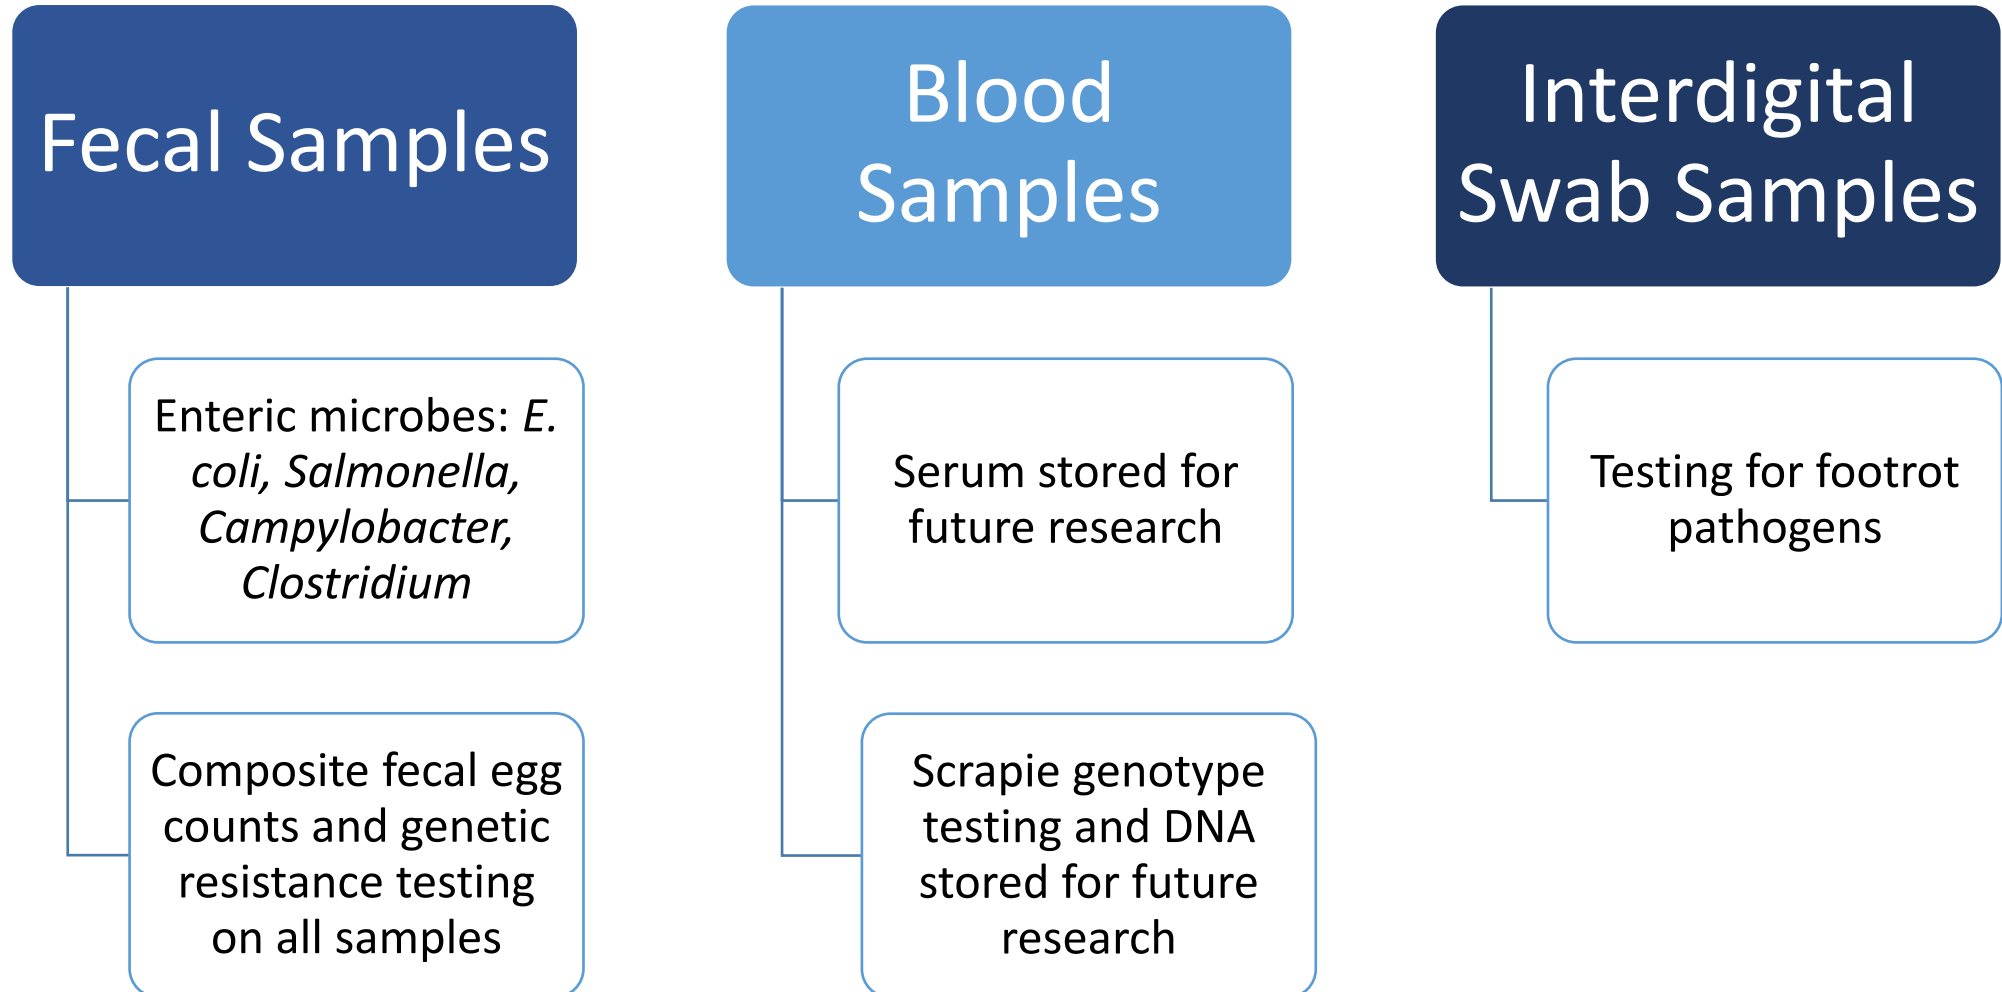 Fecal Samples
Enteric microbes: E.
coli, Salmonella,
Campylobacter,
Clostridium
Composite fecal egg
counts and genetic
resistance testing
on all samples
Blood
Samples
Serum stored for
future research
Scrapie genotype
testing and DNA
stored for future
research
Interdigital
Swab Samples
Testing for footrot
pathogens